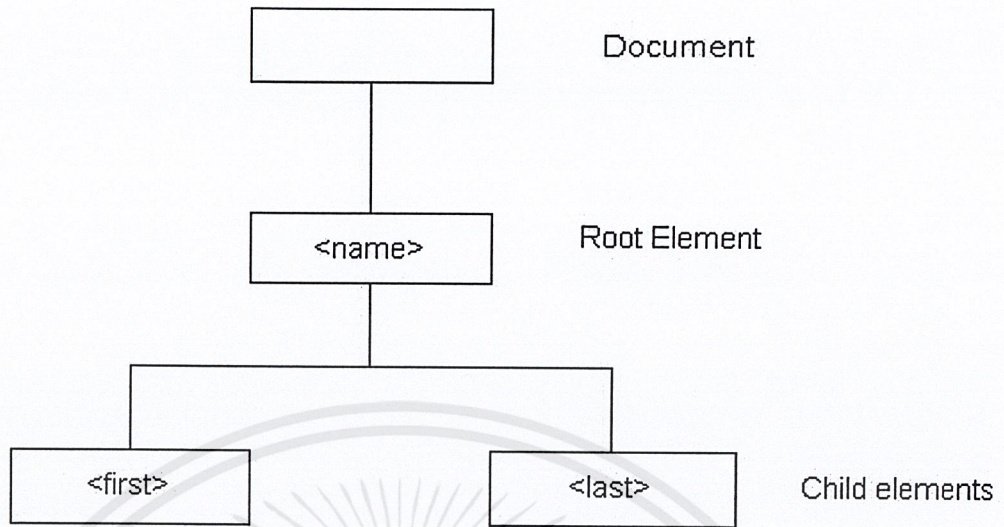 Document
<name>
Root Element
<first>
<last>
Child elements